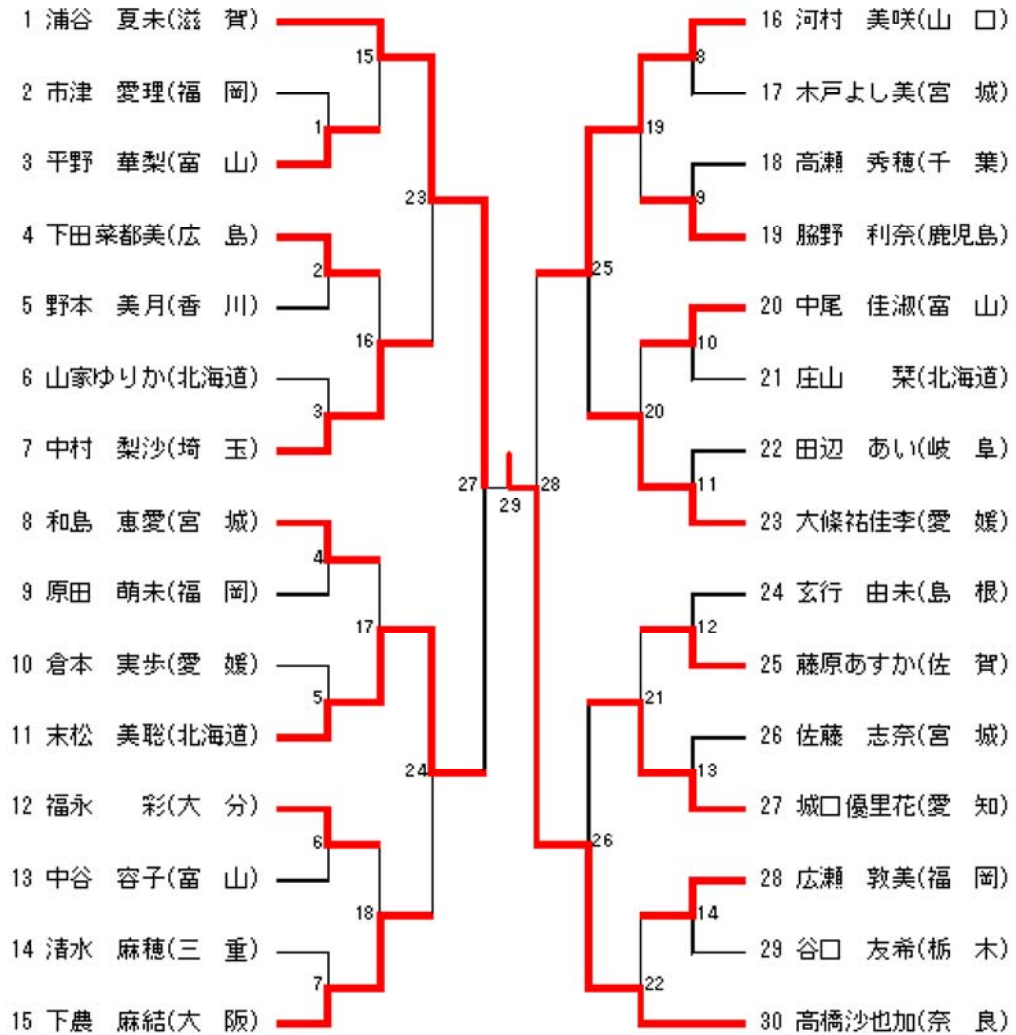 1 浦谷 夏未(滋 賀)
2 市津 愛理(福 岡)
3 平野 華梨(富 山)
4 下田菜都美(広 島)
5 野本 美月(香 川)
6 山家ゆりか(北海道)
7 中村 梨沙(埼 玉)
8 和島 恵愛(宮 城)
9 原田 萌未(福 岡)
10 倉本 実歩(愛 媛)
11 末松 美聡(北海道)
12 福永 彩(大 分)
13 中谷 容子(富 山)
14 清水 麻穂(三 重)
15 下農 麻結(大 阪)
15
1
23
2
16
3
27
4
17
5
24
6
18
7
29
28
8
19
9
25
10
20
11
12
21
13
26
14
22
16 河村 美咲(山 口)
17 木戸よし美(宮 城)
18 高瀬 秀穂(千 葉)
19 脇野 利奈(鹿児島)
20 中尾 佳淑(富 山)
21 庄山 栞(北海道)
22 田辺 あい(岐 阜)
23 大條祐佳李(愛 媛)
24 玄行 由未(島 根)
25 藤原あすか(佐 賀)
26 佐藤 志奈(宮 城)
27 城口優里花(愛 知)
28 広瀬 敦美(福 岡)
29 谷口 友希(栃 木)
30 高橋沙也加(奈 良)